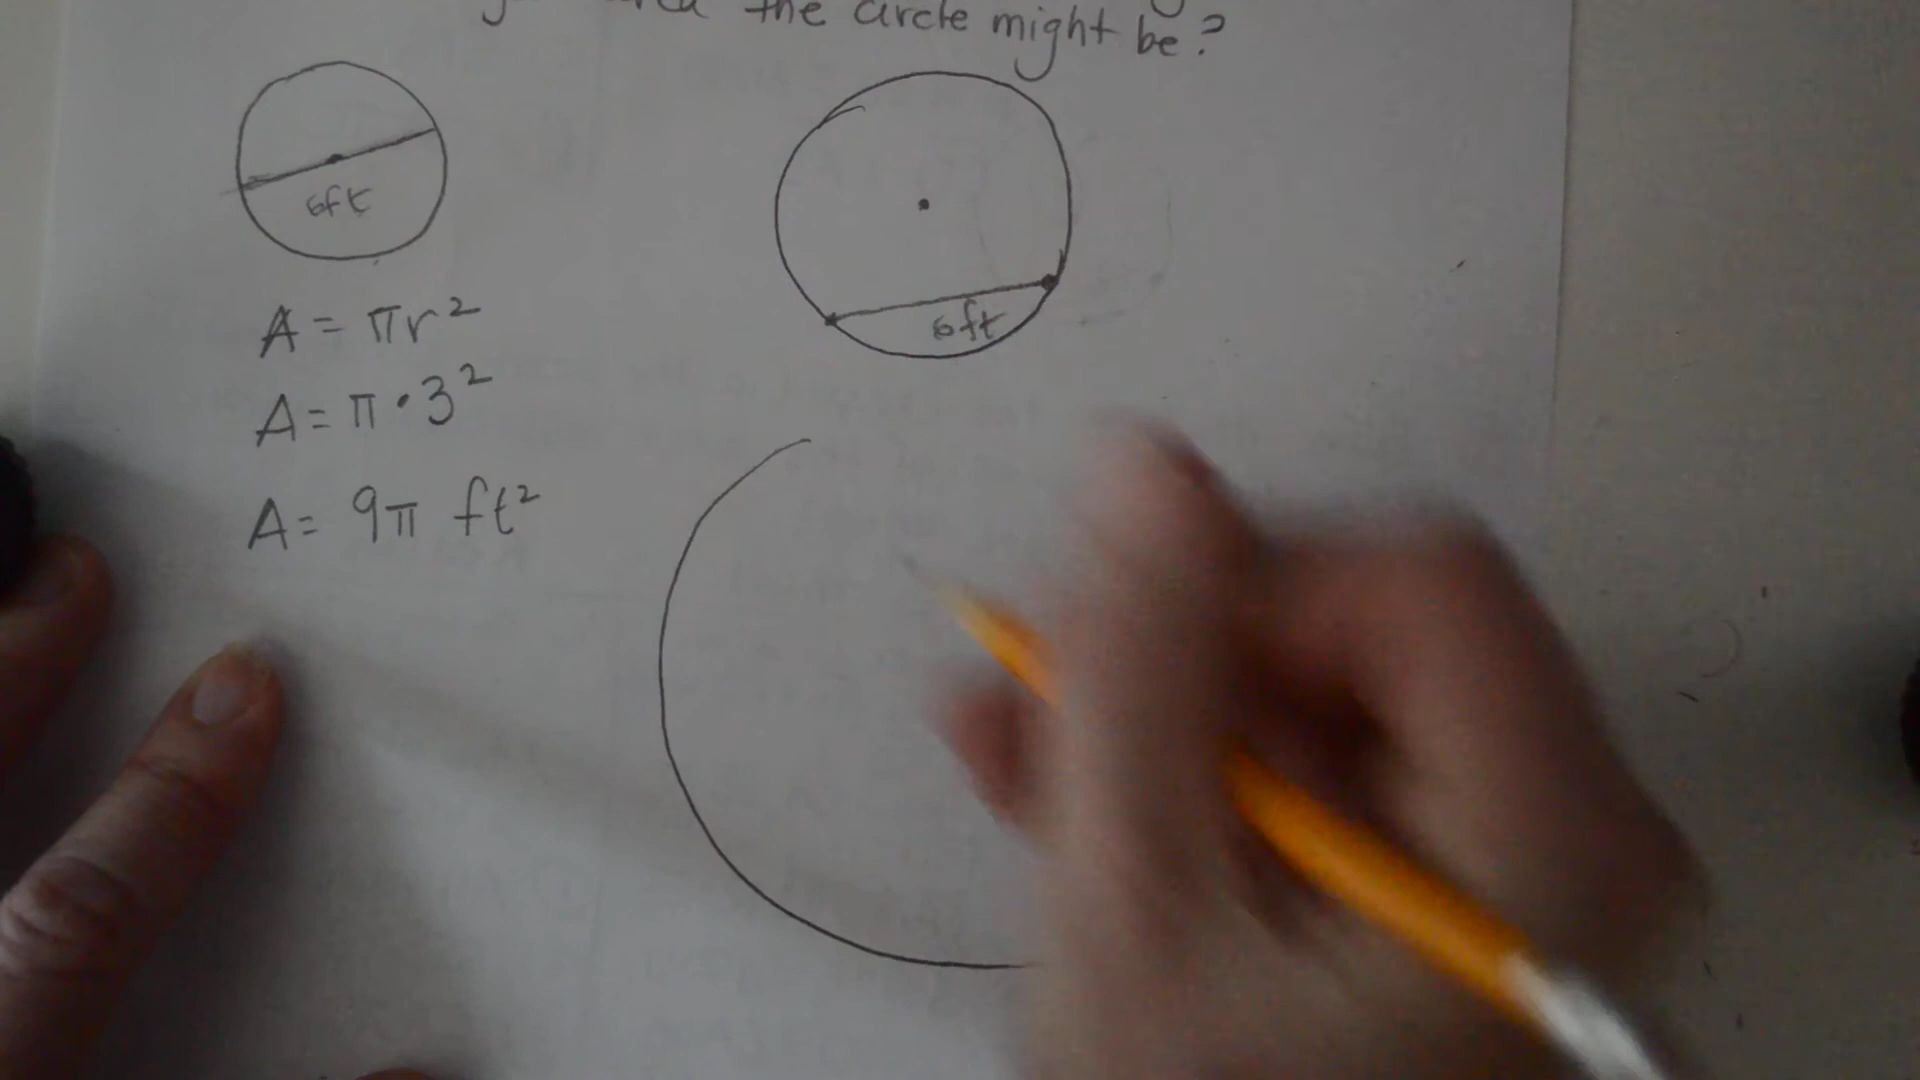 the circle might be?
6ft
6ft
A = πr²
A = π · 3²
A = 9π ft²